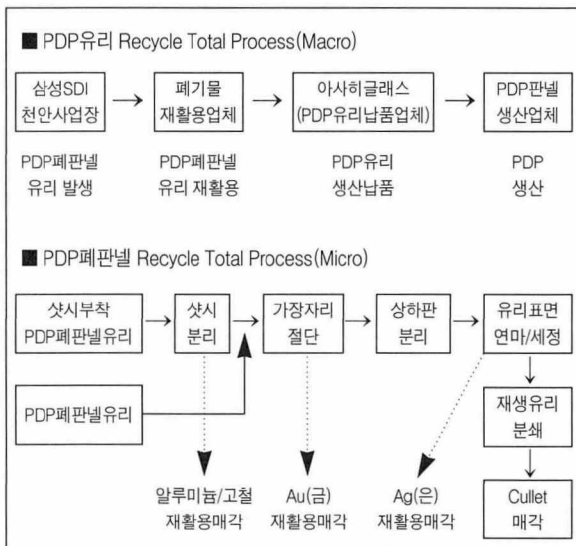 ■ PDP유리 Recycle Total Process(Macro)
삼성SDI
천안사업장
폐기물
재활용업체
아사히글래스
(PDP유리납품업체)
PDP판넬
생산업체
PDP폐판넬
유리 발생
PDP폐판넬
유리 재활용
PDP유리
생산납품
PDP
생산
■ PDP폐판넬 Recycle Total Process(Micro)
샷시부착
PDP폐판넬유리
샷시
분리
가장자리
절단
상하판
분리
유리표면
연마/세정
PDP폐판넬유리
재생유리
분쇄
알루미늄/고철
재활용매각
Au(금)
재활용매각
Ag(은)
재활용매각
Cullet
매각